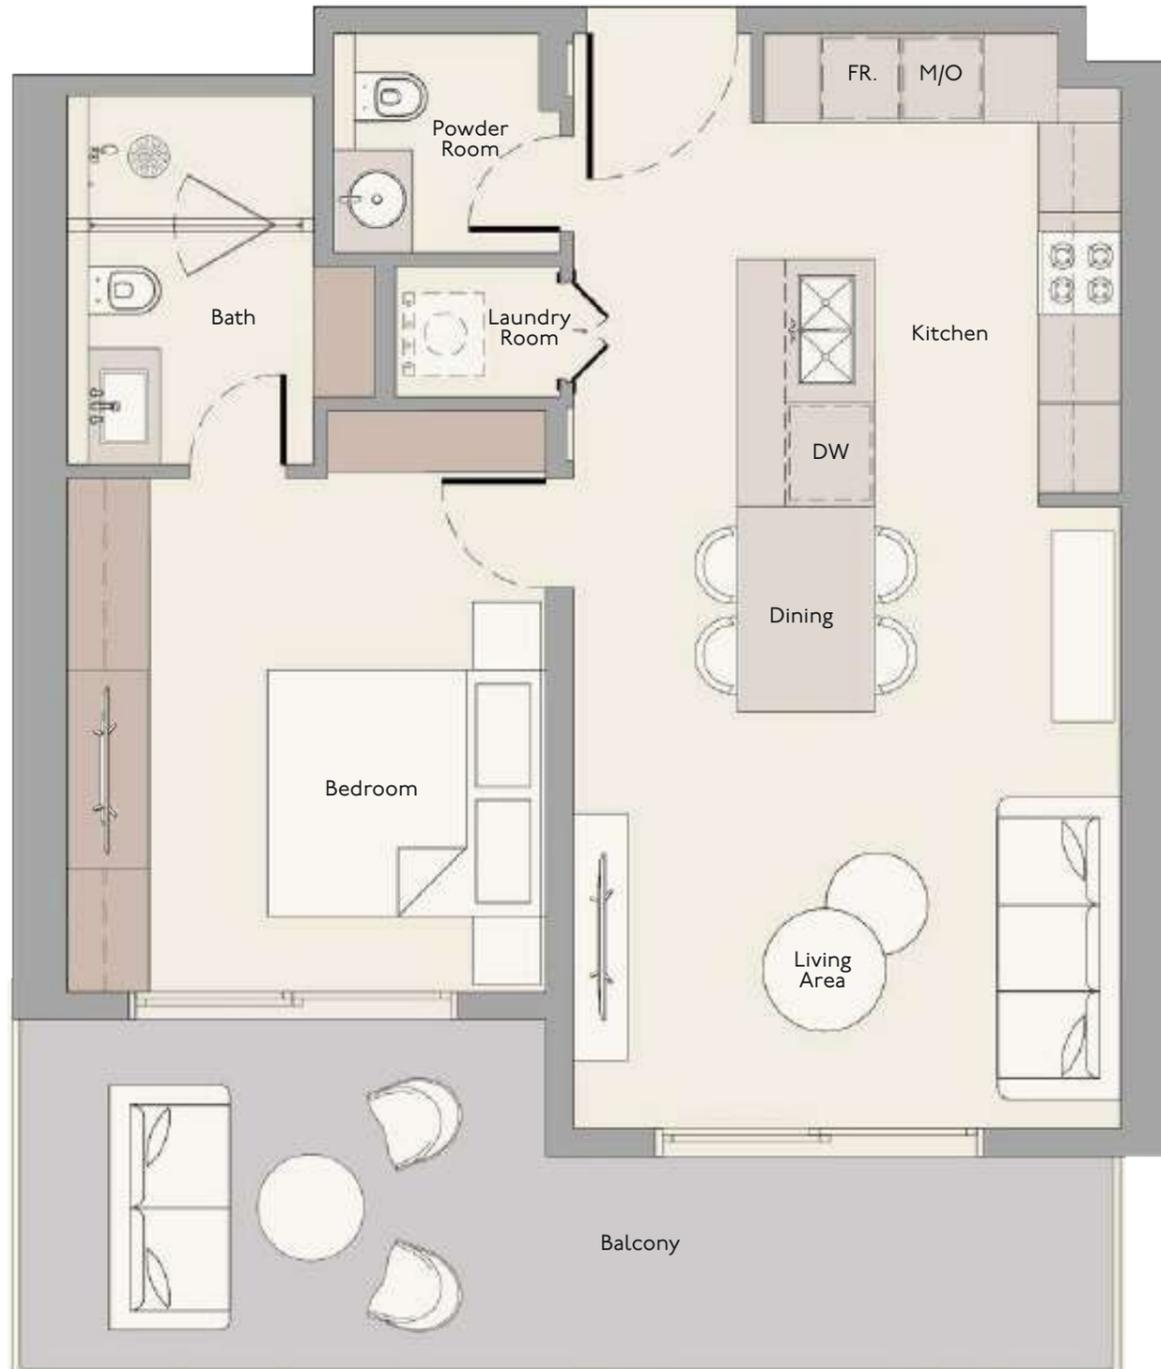 FR.
M/O
Powder
Room
Bath
Laundry
Room
Kitchen
DW
Dining
Bedroom
Living
Area
Balcony